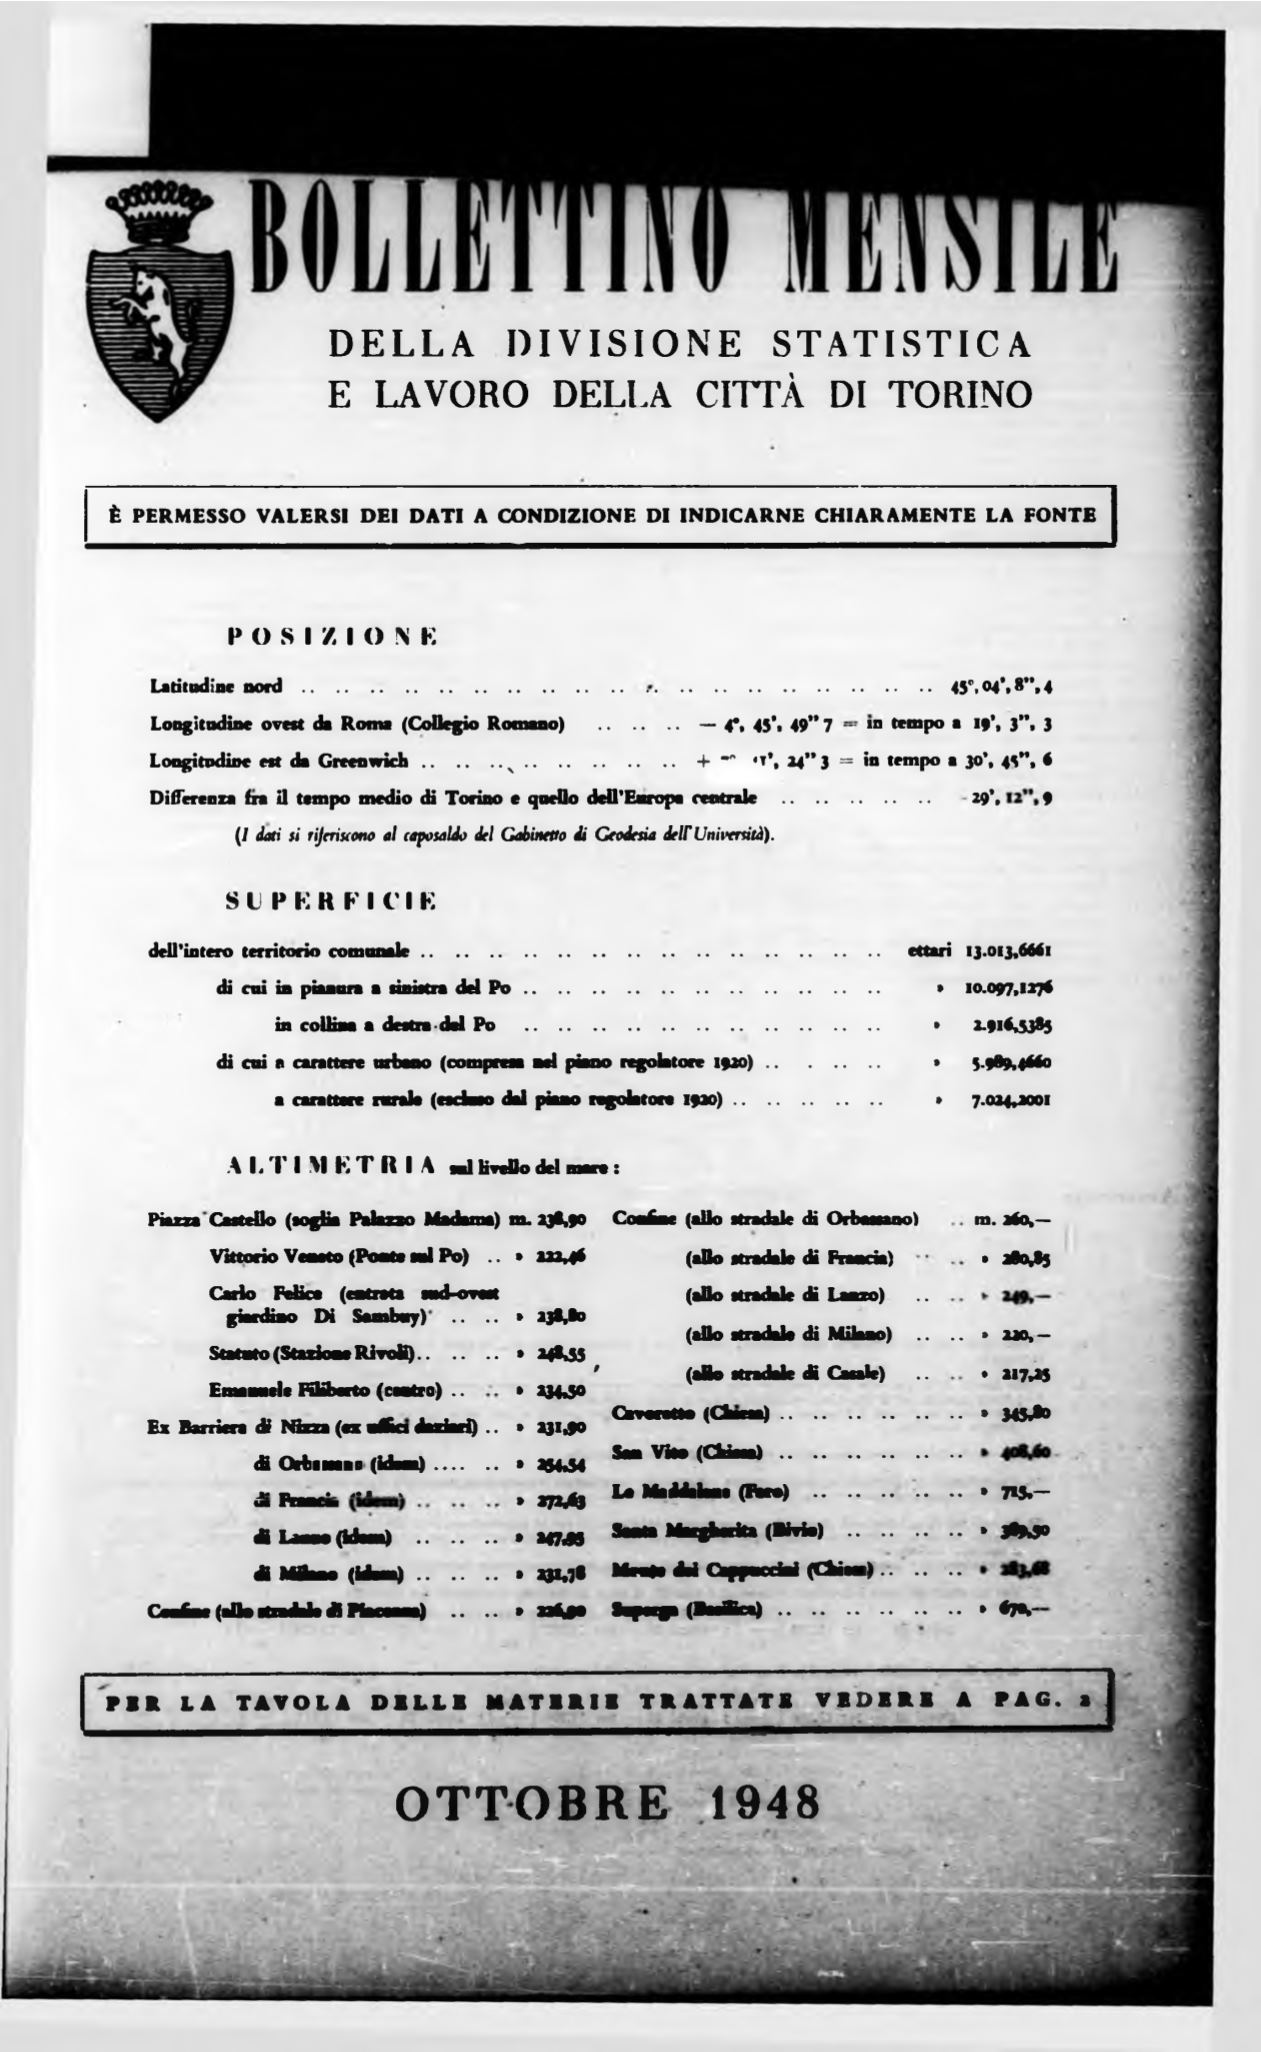 BOLLETTINO MENSILE
DELLA DIVISIONE STATISTICA
E LAVORO DELLA CITTÀ DI TORINO
È PERMESSO VALERSI DEI DATI A CONDIZIONE DI INDICARNE CHIARAMENTE LA FONTE
POSIZIONE
Latitudine nord .. .. .. .. .. .. .. .. .. .. .. .. .. .. .. .. .. .. .. 45°, 04', 8'', 4
Longitudine ovest da Roma (Collegio Romano) .. .. .. — 4°, 45', 49'' 7 = in tempo a 19', 3'', 3
Longitudine est da Greenwich .. .. .. .. .. .. .. .. + 24'' 3 = in tempo a 30', 45'', 6
Differenza fra il tempo medio di Torino e quello dell'Europa centrale .. .. .. .. .. - 29', 12'', 9
(I dati si riferiscono al caposaldo del Gabinetto di Geodesia dell'Università).
SUPERFICIE
dell'intero territorio comunale .. .. .. .. .. .. .. .. .. .. .. .. .. .. ettari 13.013,6661
di cui in pianura a sinistra del Po .. .. .. .. .. .. .. .. .. .. .. » 10.097,1276
in collina a destra del Po .. .. .. .. .. .. .. .. .. .. .. » 2.916,5385
di cui a carattere urbano (compresa nel piano regolatore 1920) .. . .. .. .. » 5.989,4660
a carattere rurale (escluso dal piano regolatore 1920) .. .. .. .. .. » 7.024,2001
ALTIMETRIA sul livello del mare :
Piazza Castello (soglia Palazzo Madama) m. 238,90
Vittorio Veneto (Ponte sul Po) .. » 222,46
Carlo Felice (entrata sud-ovest
giardino Di Sambuy) .. .. » 238,80
Statuto (Stazione Rivoli) .. .. .. » 248,55
Emanuele Filiberto (centro) .. .. » 234,50
Ex Barriera di Nizza (ex uffici daziari) .. » 231,90
di Orbassano (idem) .... .. » 254,54
di Francia (idem) .. .. .. » 272,63
di Lanzo (idem) .. .. .. » 247,95
di Milano (idem) .. .. .. » 231,78
Confine (allo stradale di Piacenza) .. .. » 226,90
Confine (allo stradale di Orbassano) .. m. 260,—
(allo stradale di Francia) .. .. » 280,85
(allo stradale di Lanzo) .. .. » 249,—
(allo stradale di Milano) .. .. » 220,—
(allo stradale di Casale) .. .. » 217,25
Cavoretto (Chiesa) .. .. .. .. .. .. » 345,80
San Vito (Chiesa) .. .. .. .. .. .. » 408,60
La Maddalena (Faro) .. .. .. .. .. » 715,—
Santa Margherita (Bivio) .. .. .. .. » 389,50
Monte dei Cappuccini (Chiesa) .. .. .. » 283,68
Superga (Basilica) .. .. .. .. .. .. » 670,—
PER LA TAVOLA DELLE MATERIE TRATTATE VEDERE A PAG. 2
OTTOBRE 1948